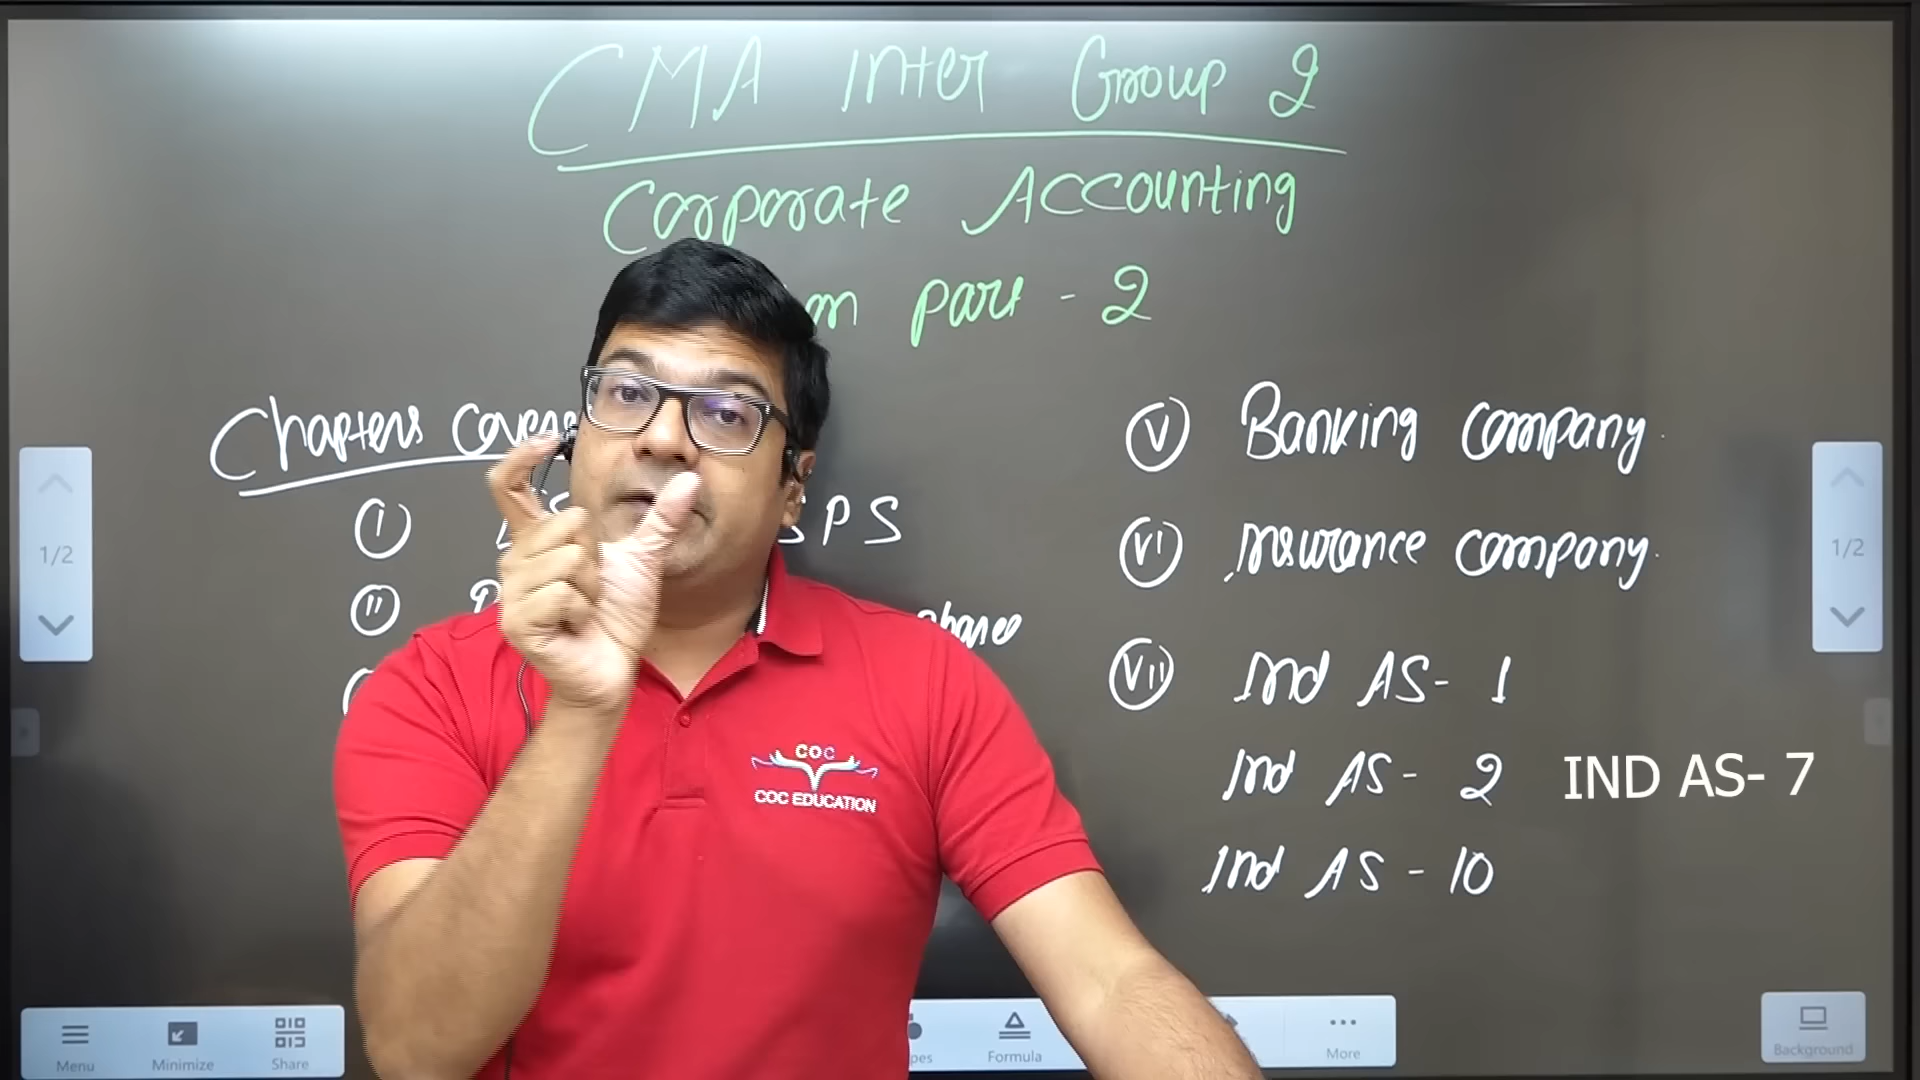 CMA Inter Group 2
Corporate Accounting
Part - 2
Chapters
I
SPS
II
share
V Banking company.
VI Insurance company.
VII Ind AS - 1
Ind AS - 2 IND AS- 7
Ind AS - 10
1/2
1/2
COC
COC EDUCATION
Menu
Minimize
Share
Formula
More
Background